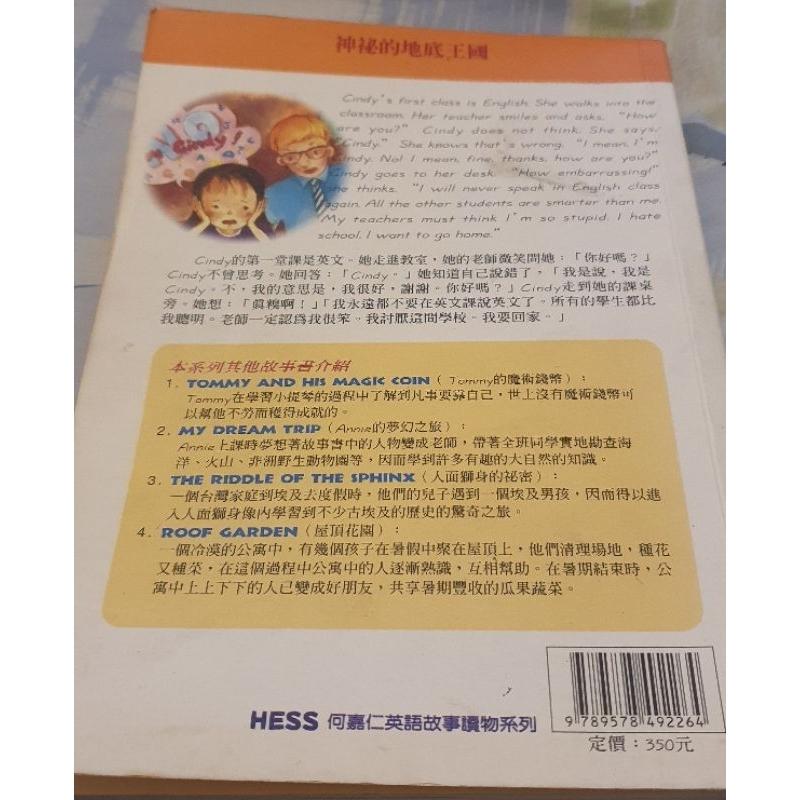 神祕的地底王國
Cindy's first class is English. She walks into the
classroom. Her teacher smiles and asks. "How
are you?" Cindy does not think. She says,
"Cindy." She knows that's wrong. "I mean, I'm
Cindy. No! I mean, fine, thanks, how are you?"
Cindy goes to her desk. "How embarrassing!"
she thinks. "I will never speak in English class
again. All the other students are smarter than me.
My teachers must think I'm so stupid. I hate
school. I want to go home."
Cindy!
Cindy的第一堂課是英文。她走進教室，她的老師微笑問她：「你好嗎？」
Cindy不曾思考。她回答：「Cindy。」她知道自己說錯了，「我是說，我是
Cindy。不，我的意思是，我很好，謝謝。你好嗎？」Cindy走到她的課桌
旁。她想：「真糗啊！」「我永遠都不要在英文課說英文了。所有的學生都比
我聰明。老師一定認為我很笨。我討厭這間學校。我要回家。」
本系列其他故事書介紹
1. TOMMY AND HIS MAGIC COIN（Tommy的魔術錢幣）：
Tommy在學習小提琴的過程中了解到凡事要靠自己，世上沒有魔術錢幣可
以幫他不勞而獲得成就的。
2. MY DREAM TRIP（Annie的夢幻之旅）：
Annie上課時夢想著故事書中的人物變成老師，帶著全班同學實地勘查海
洋、火山、非洲野生動物園等，因而學到許多有趣的大自然的知識。
3. THE RIDDLE OF THE SPHINX（人面獅身的祕密）：
一個台灣家庭到埃及去度假時，他們的兒子遇到一個埃及男孩，因而得以進
入人面獅身像內學習到不少古埃及的歷史的驚奇之旅。
4. ROOF GARDEN（屋頂花園）：
一個冷漠的公寓中，有幾個孩子在暑假中聚在屋頂上，他們清理場地，種花
又種菜，在這個過程中公寓中的人逐漸熟識，互相幫助。在暑期結束時，公
寓中上上下下的人已變成好朋友，共享暑期豐收的瓜果蔬菜。
HESS 何嘉仁英語故事讀物系列
9 789578 492264
定價：350元